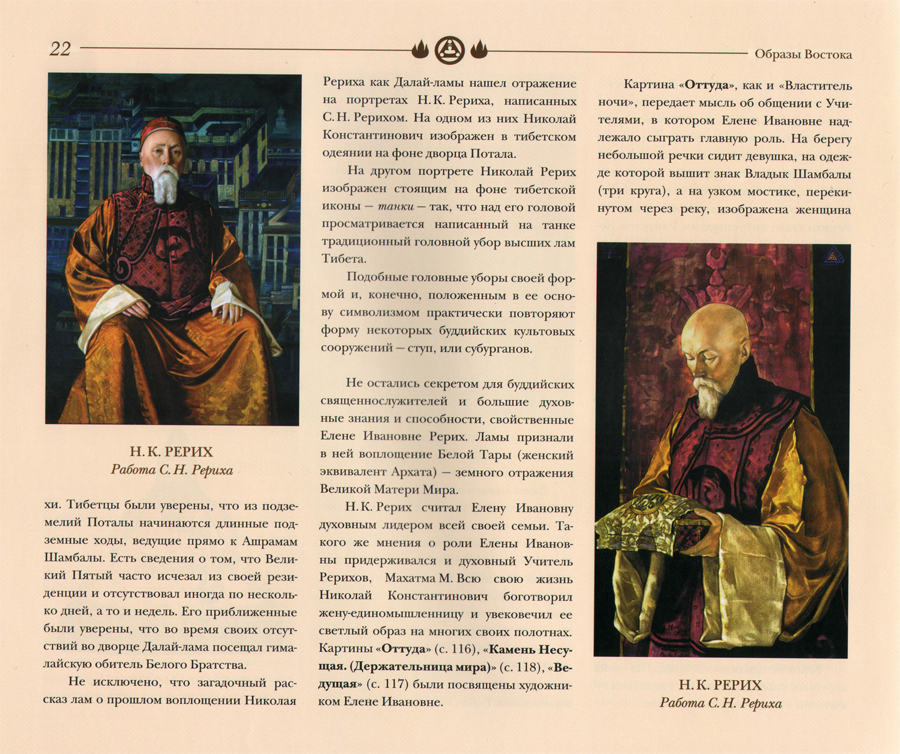 22
Образы Востока
Н. К. РЕРИХ
Работа С. Н. Рериха
хи. Тибетцы были уверены, что из подзе-
мелий Поталы начинаются длинные под-
земные ходы, ведущие прямо к Ашрамам
Шамбалы. Есть сведения о том, что Вели-
кий Пятый часто исчезал из своей рези-
денции и отсутствовал иногда по несколь-
ко дней, а то и недель. Его приближенные
были уверены, что во время своих отсут-
ствий во дворце Далай-лама посещал гима-
лайскую обитель Белого Братства.
Не исключено, что загадочный рас-
сказ лам о прошлом воплощении Николая
Рериха как Далай-ламы нашел отражение
на портретах Н. К. Рериха, написанных
С. Н. Рерихом. На одном из них Николай
Константинович изображен в тибетском
одеянии на фоне дворца Потала.
На другом портрете Николай Рерих
изображен стоящим на фоне тибетской
иконы – танки – так, что над его головой
просматривается написанный на танке
традиционный головной убор высших лам
Тибета.
Подобные головные уборы своей фор-
мой и, конечно, положенным в ее осно-
ву символизмом практически повторяют
форму некоторых буддийских культовых
сооружений – ступ, или субурганов.
Не остались секретом для буддийских
священнослужителей и большие духов-
ные знания и способности, свойственные
Елене Ивановне Рерих. Ламы признали
в ней воплощение Белой Тары (женский
эквивалент Архата) – земного отражения
Великой Матери Мира.
Н. К. Рерих считал Елену Ивановну
духовным лидером всей своей семьи. Та-
кого же мнения о роли Елены Иванов-
ны придерживался и духовный Учитель
Рерихов, Махатма М. Всю свою жизнь
Николай Константинович боготворил
жену-единомышленницу и увековечил ее
светлый образ на многих своих полотнах.
Картины «Оттуда» (с. 116), «Камень Несу-
щая. (Держательница мира)» (с. 118), «Ве-
дущая» (с. 117) были посвящены художни-
ком Елене Ивановне.
Картина «Оттуда», как и «Властитель
ночи», передает мысль об общении с Учи-
телями, в котором Елене Ивановне над-
лежало сыграть главную роль. На берегу
небольшой речки сидит девушка, на одеж-
де которой вышит знак Владык Шамбалы
(три круга), а на узком мостике, перекі-
нутом через реку, изображена женщина
Н. К. РЕРИХ
Работа С. Н. Рериха